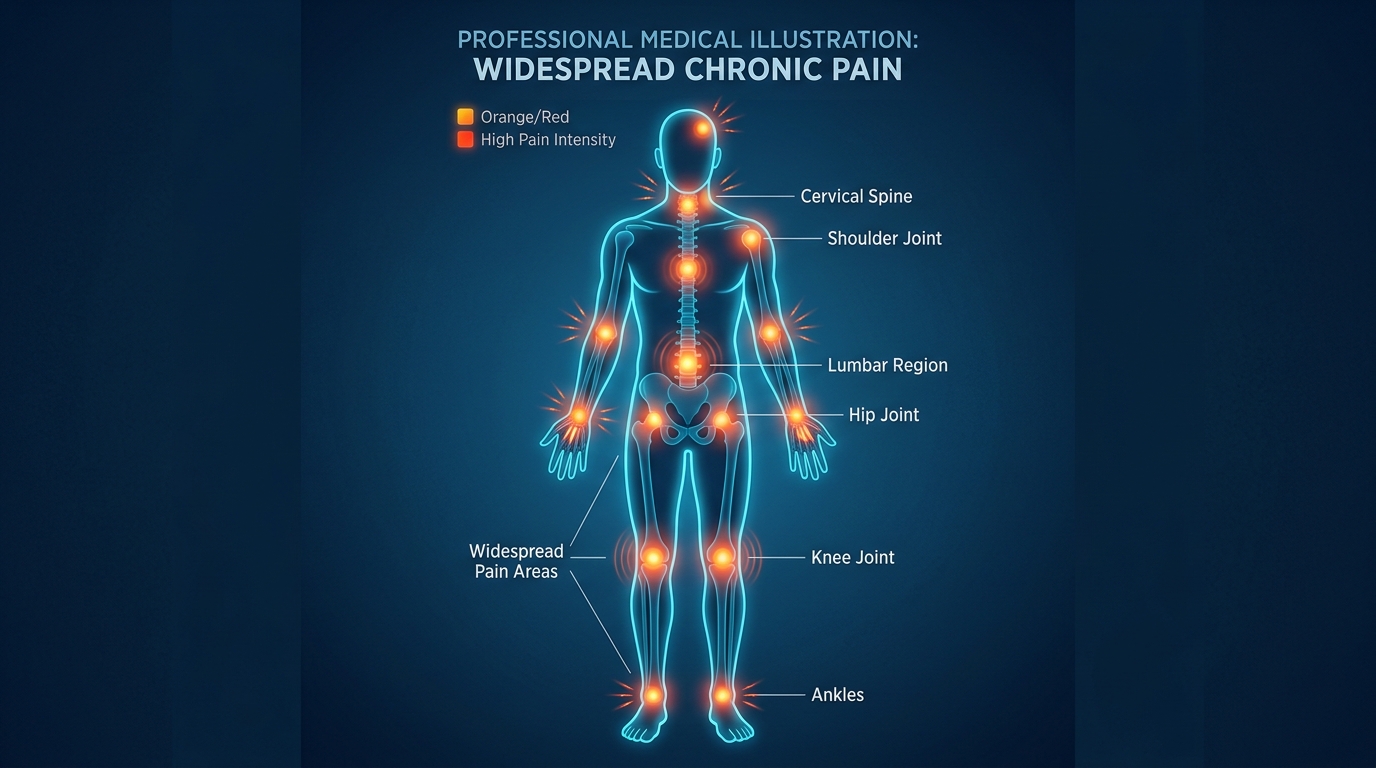 PROFESSIONAL MEDICAL ILLUSTRATION:
WIDESPREAD CHRONIC PAIN
Orange/Red
High Pain Intensity
Cervical Spine
Shoulder Joint
Lumbar Region
Hip Joint
Widespread
Pain Areas
Knee Joint
Ankles